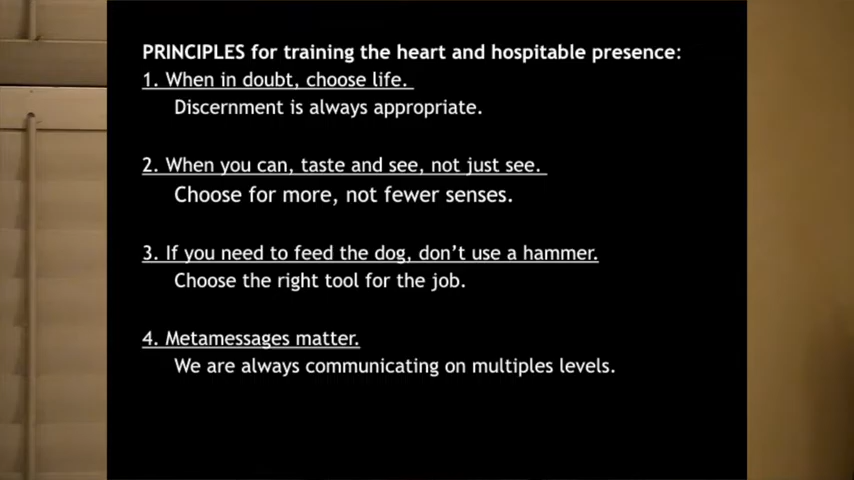 PRINCIPLES for training the heart and hospitable presence:
1. When in doubt, choose life.
Discernment is always appropriate.
2. When you can, taste and see, not just see.
Choose for more, not fewer senses.
3. If you need to feed the dog, don't use a hammer.
Choose the right tool for the job.
4. Metamessages matter.
We are always communicating on multiples levels.